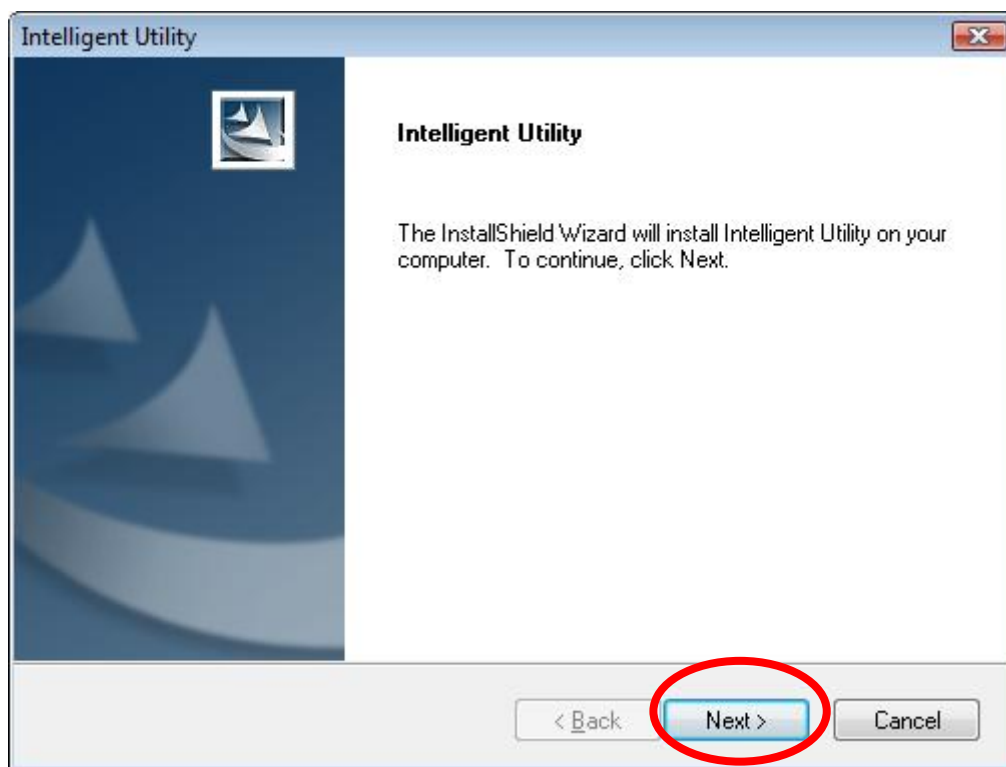 Intelligent Utility
Intelligent Utility
The InstallShield Wizard will install Intelligent Utility on your
computer. To continue, click Next.
< Back
Next >
Cancel